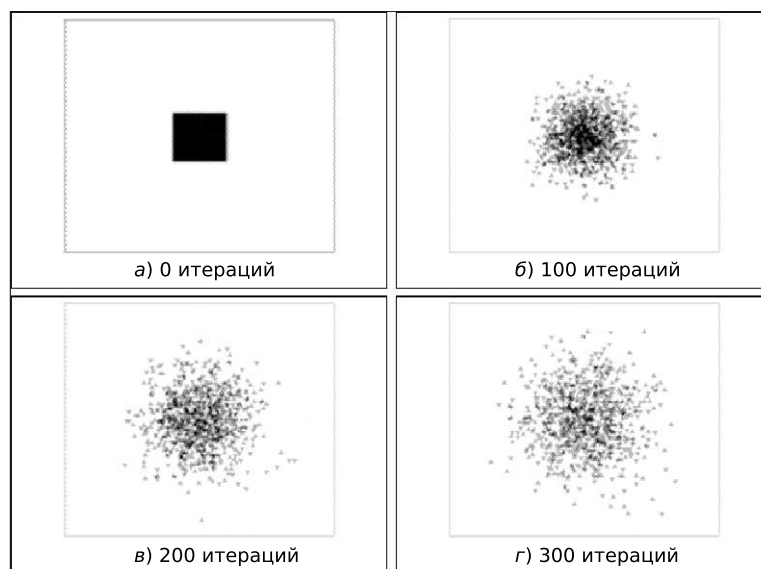 а) 0 итераций
б) 100 итераций
в) 200 итераций
г) 300 итераций